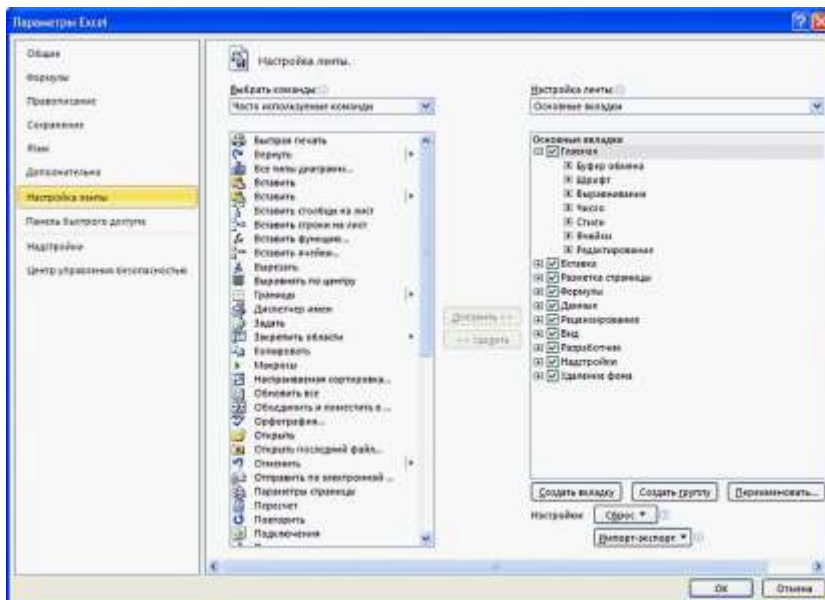 Параметры Excel
Общие
Формулы
Правописание
Сохранение
Язык
Дополнительно
Настройка ленты
Панель быстрого доступа
Надстройки
Центр управления безопасностью
Настройка ленты.
Выбрать команды:
Часто используемые команды
Быстрая печать
Вернуть
Все типы диаграмм...
Вставить
Вставить
Вставить столбцы на лист
Вставить строки на лист
Вставить функцию...
Вставить ячейки...
Вырезать
Выровнять по центру
Границы
Диспетчер имен
Задать
Закрепить области
Копировать
Макросы
Настраиваемая сортировка...
Обновить все
Объединить и поместить в ...
Орфография...
Открыть
Открыть последний файл...
Отменить
Отправить по электронной ...
Параметры страницы
Пересчет
Повторить
Подключения
Добавить >>
<< Удалить
Настройка ленты:
Основные вкладки
Основные вкладки
Главная
Буфер обмена
Шрифт
Выравнивание
Число
Стили
Ячейки
Редактирование
Вставка
Разметка страницы
Формулы
Данные
Рецензирование
Вид
Разработчик
Надстройки
Удаление фона
Создать вкладку
Создать группу
Переименовать...
Настройки:
Сброс
Импорт-экспорт
ОК
Отмена